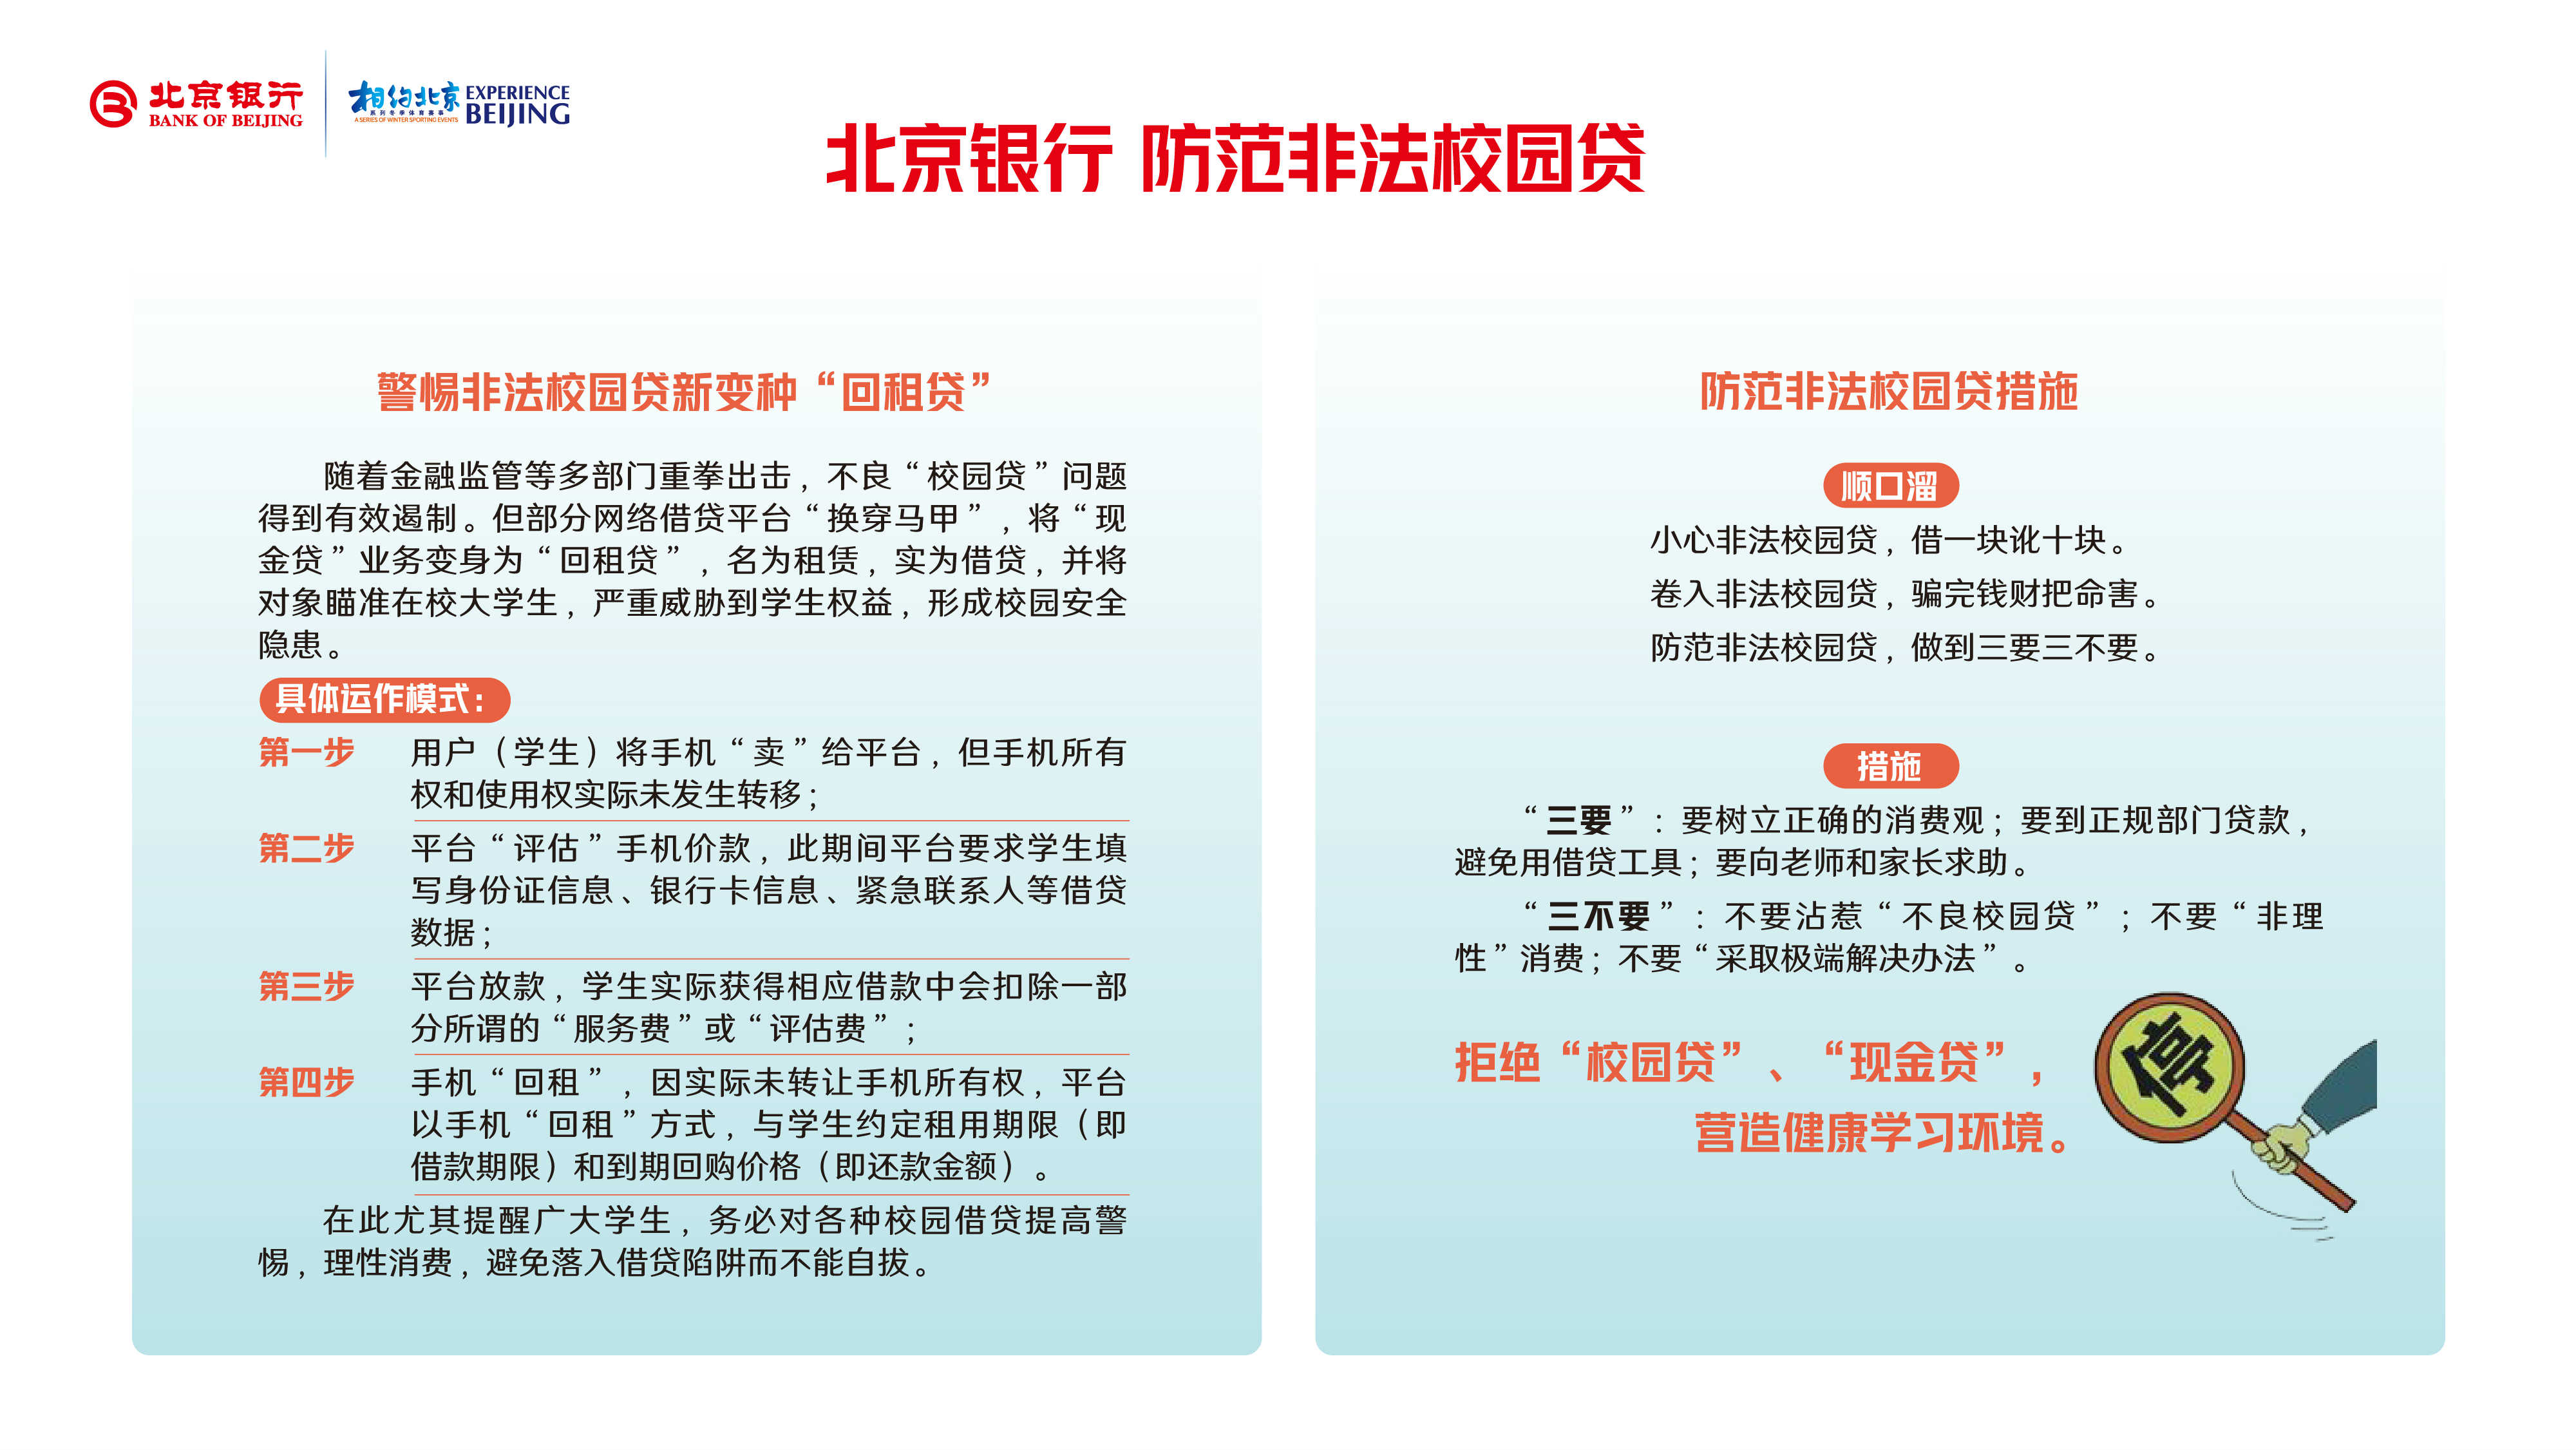 北京银行
BANK OF BEIJING
相约北京
系列冬季体育赛事
A SERIES OF WINTER SPORTING EVENTS
EXPERIENCE
BEIJING
北京银行 防范非法校园贷
警惕非法校园贷新变种“回租贷”
随着金融监管等多部门重拳出击，不良“校园贷”问题
得到有效遏制。但部分网络借贷平台“换穿马甲”，将“现
金贷”业务变身为“回租贷”，名为租赁，实为借贷，并将
对象瞄准在校大学生，严重威胁到学生权益，形成校园安全
隐患。
具体运作模式：
第一步 用户（学生）将手机“卖”给平台，但手机所有
权和使用权实际未发生转移；
第二步 平台“评估”手机价款，此期间平台要求学生填
写身份证信息、银行卡信息、紧急联系人等借贷
数据；
第三步 平台放款，学生实际获得相应借款中会扣除一部
分所谓的“服务费”或“评估费”；
第四步 手机“回租”，因实际未转让手机所有权，平台
以手机“回租”方式，与学生约定租用期限（即
借款期限）和到期回购价格（即还款金额）。
在此尤其提醒广大学生，务必对各种校园借贷提高警
惕，理性消费，避免落入借贷陷阱而不能自拔。
防范非法校园贷措施
顺口溜
小心非法校园贷，借一块讹十块。
卷入非法校园贷，骗完钱财把命害。
防范非法校园贷，做到三要三不要。
措施
“三要”：要树立正确的消费观；要到正规部门贷款，
避免用借贷工具；要向老师和家长求助。
“三不要”：不要沾惹“不良校园贷”；不要“非理
性”消费；不要“采取极端解决办法”。
拒绝“校园贷”、“现金贷”，
营造健康学习环境。
停